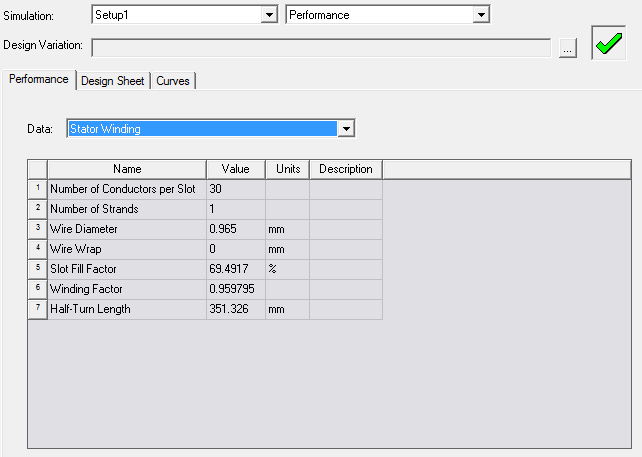 Simulation: Setup1 Performance
Design Variation: ...
Performance Design Sheet Curves
Data: Stator Winding
Name Value Units Description
1 Number of Conductors per Slot 30
2 Number of Strands 1
3 Wire Diameter 0.965 mm
4 Wire Wrap 0 mm
5 Slot Fill Factor 69.4917 %
6 Winding Factor 0.959795
7 Half-Turn Length 351.326 mm